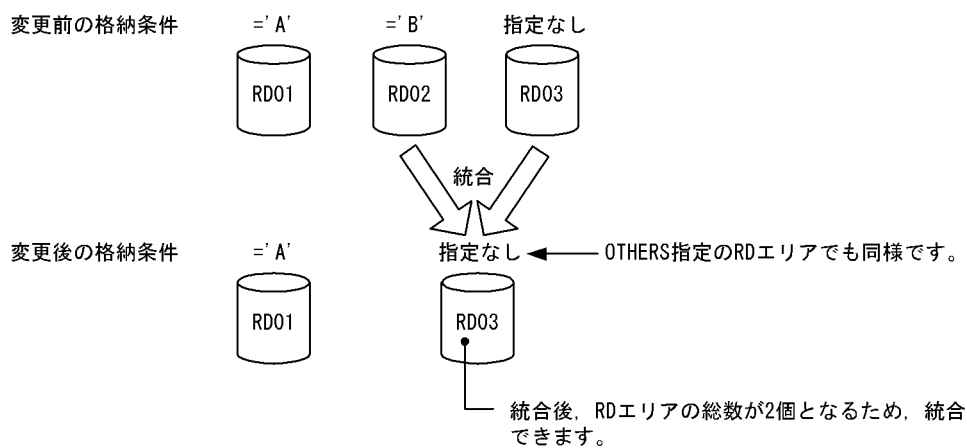 変更前の格納条件 ='A' ='B' 指定なし
RD01 RD02 RD03
統合
変更後の格納条件 ='A' 指定なし OTHERS指定のRDエリアでも同様です。
RD01 RD03
統合後,RDエリアの総数が2個となるため,統合
できます。